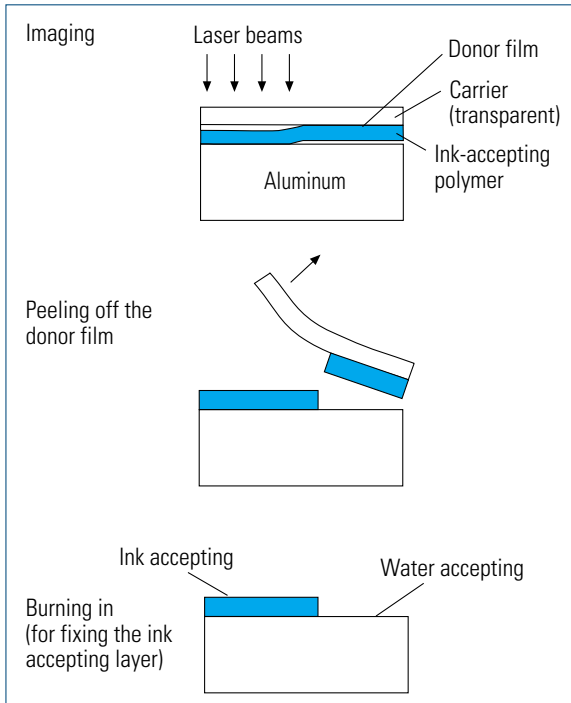 Imaging
Laser beams
Donor film
Carrier
(transparent)
Ink-accepting
polymer
Aluminum
Peeling off the
donor film
Ink accepting
Water accepting
Burning in
(for fixing the ink
accepting layer)